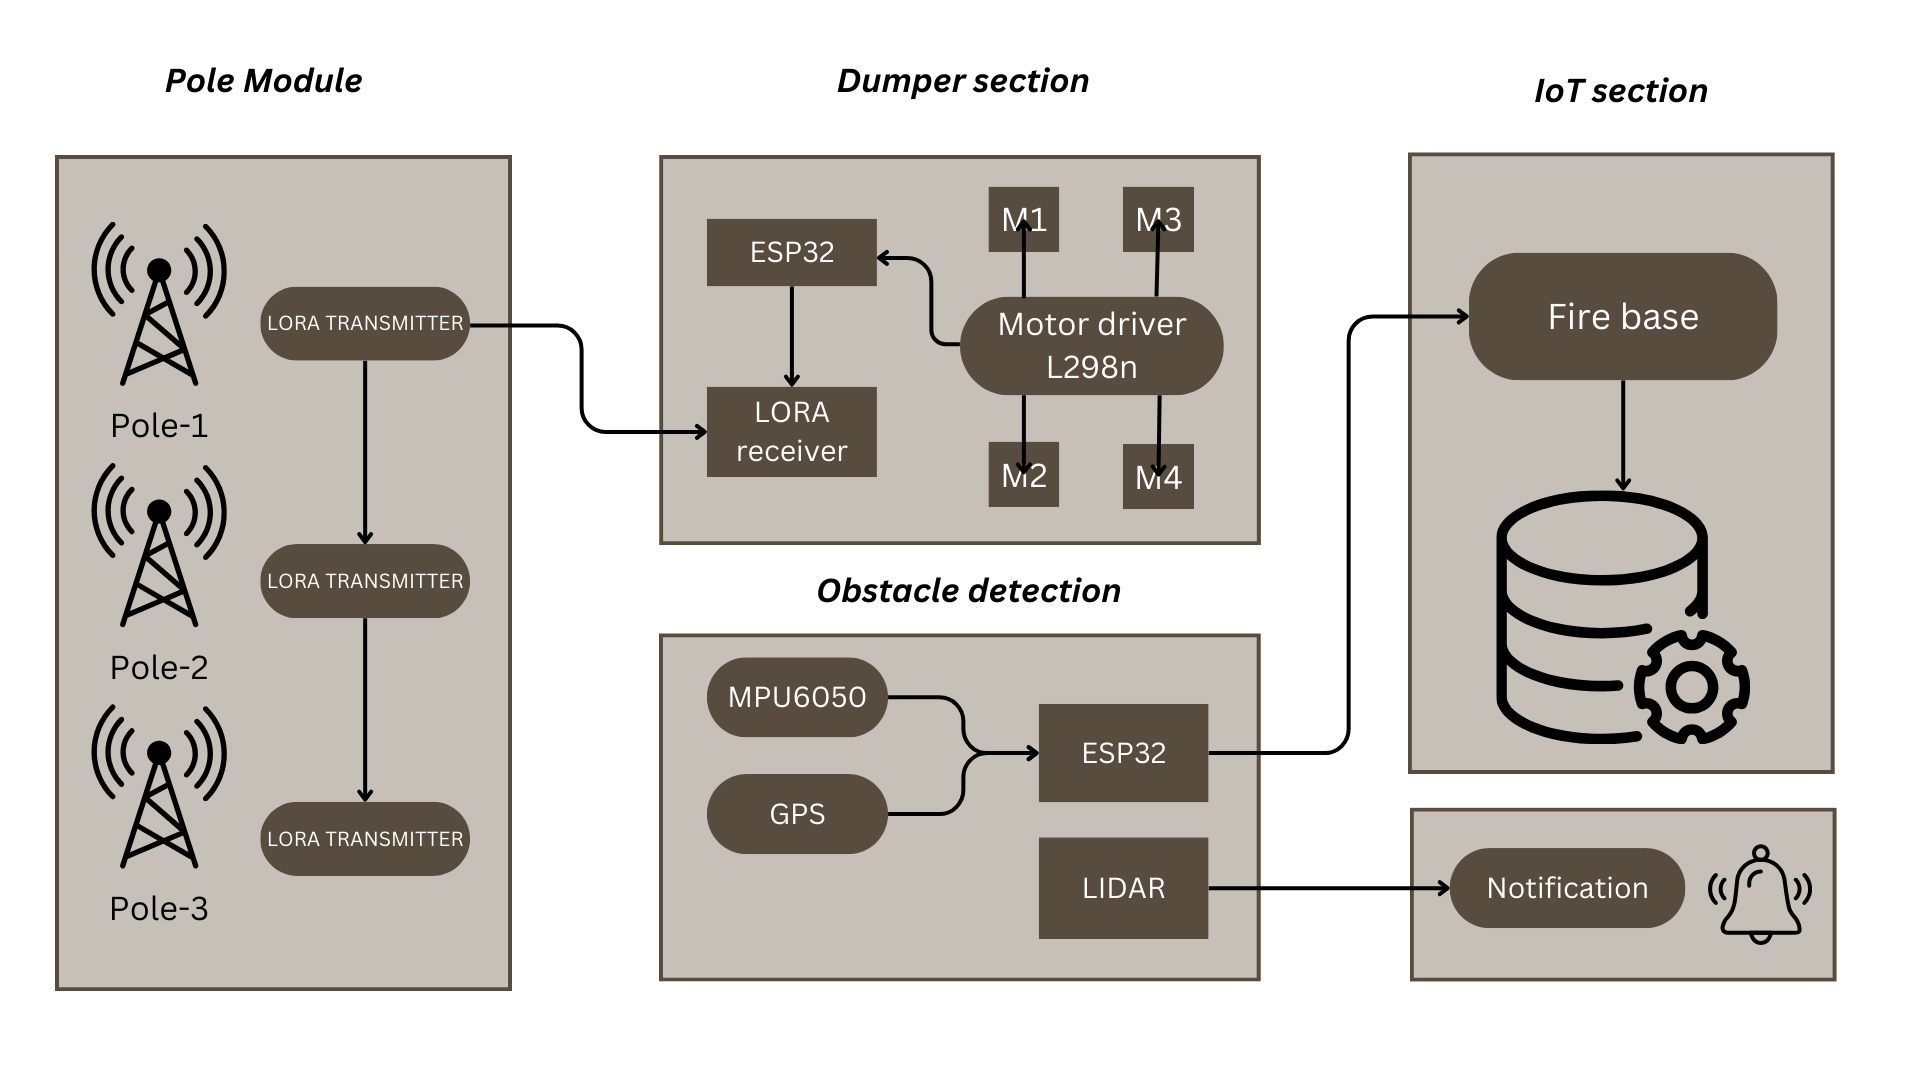 Pole Module
LORA TRANSMITTER
Pole-1
LORA TRANSMITTER
Pole-2
LORA TRANSMITTER
Pole-3
Dumper section
M1
M3
ESP32
Motor driver
L298n
LORA
receiver
M2
M4
Obstacle detection
MPU6050
ESP32
GPS
LIDAR
IoT section
Fire base
Notification